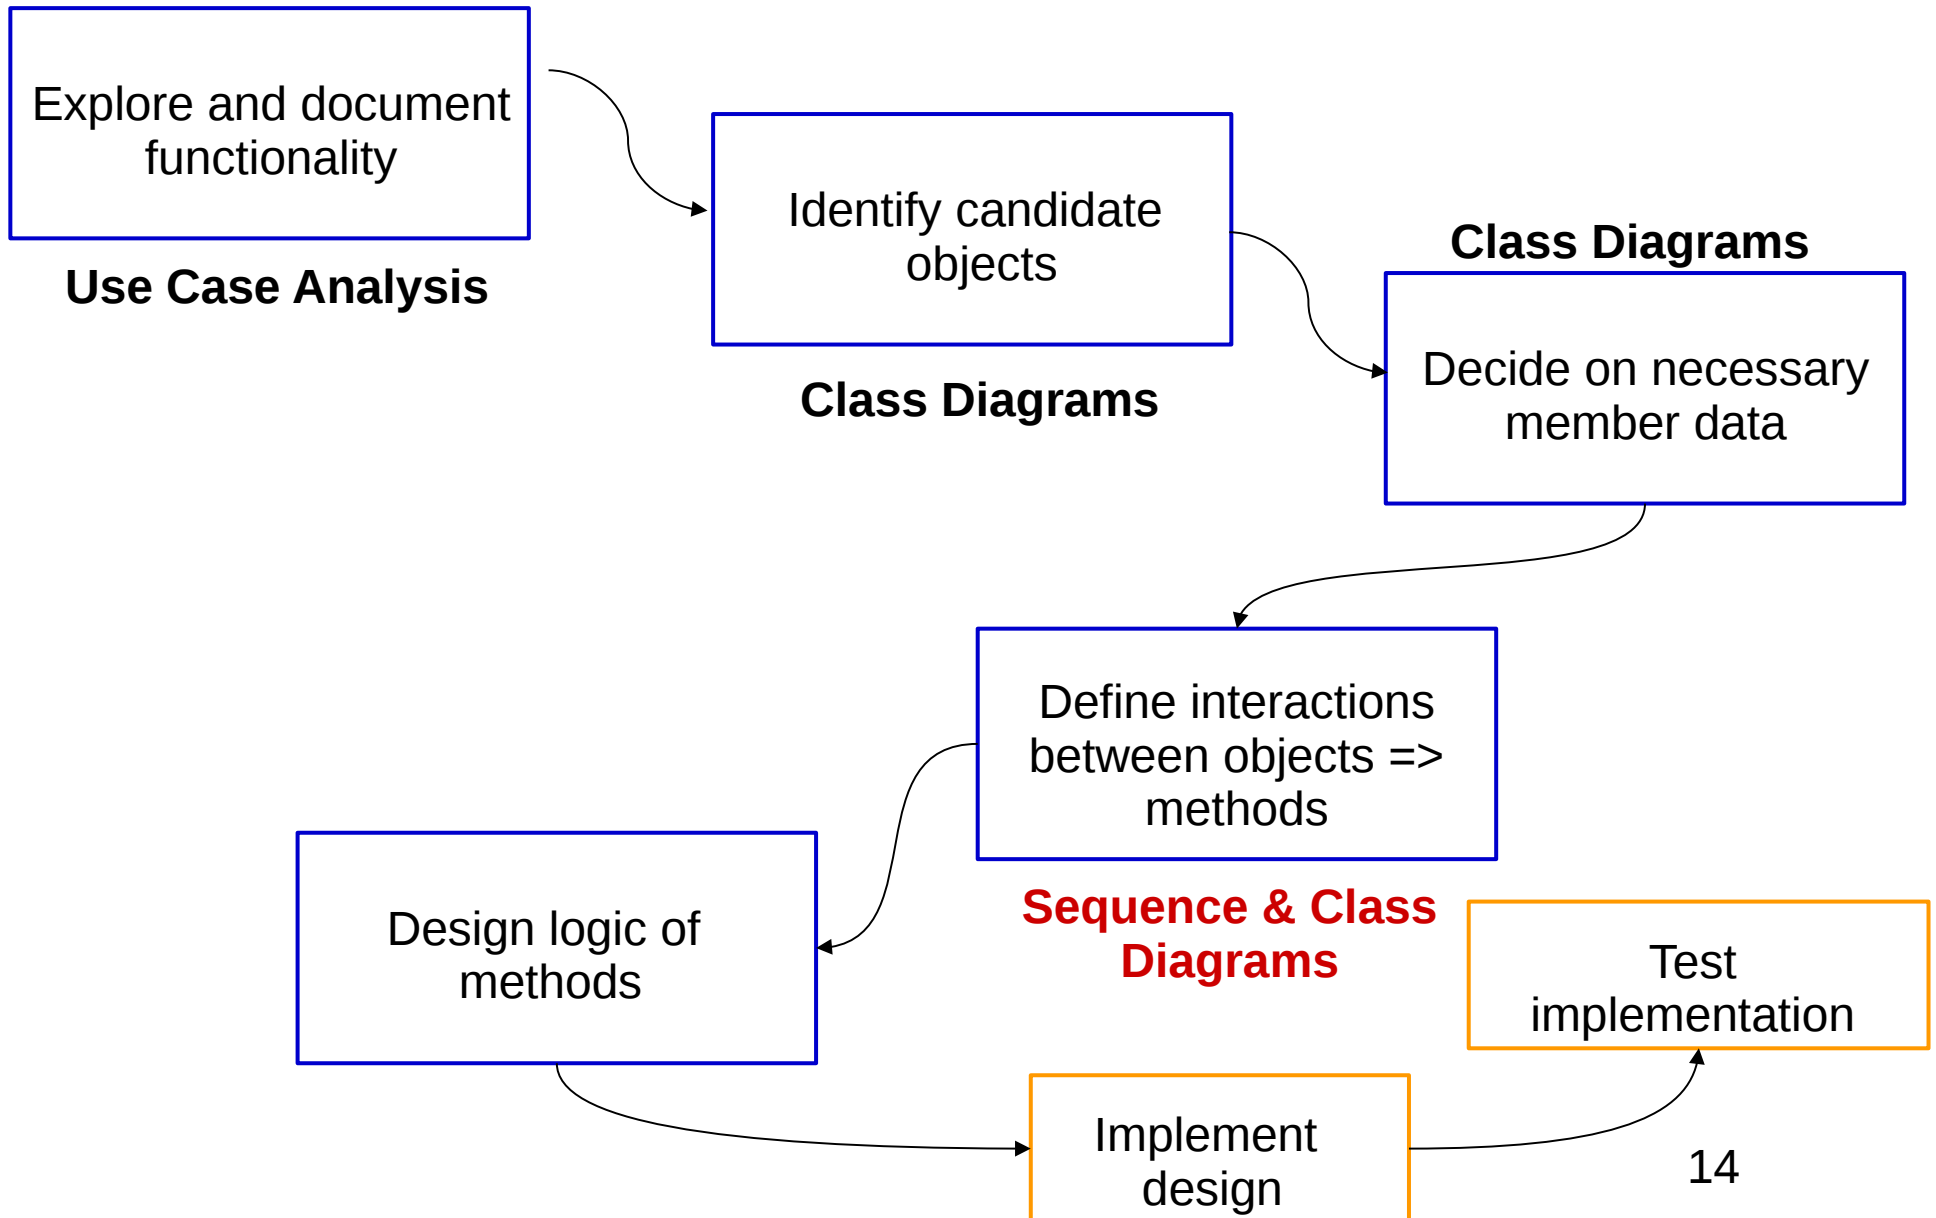 Explore and document
functionality
Use Case Analysis
Identify candidate
objects
Class Diagrams
Class Diagrams
Decide on necessary
member data
Define interactions
between objects =>
methods
Sequence & Class
Diagrams
Design logic of
methods
Implement
design
Test
implementation
14